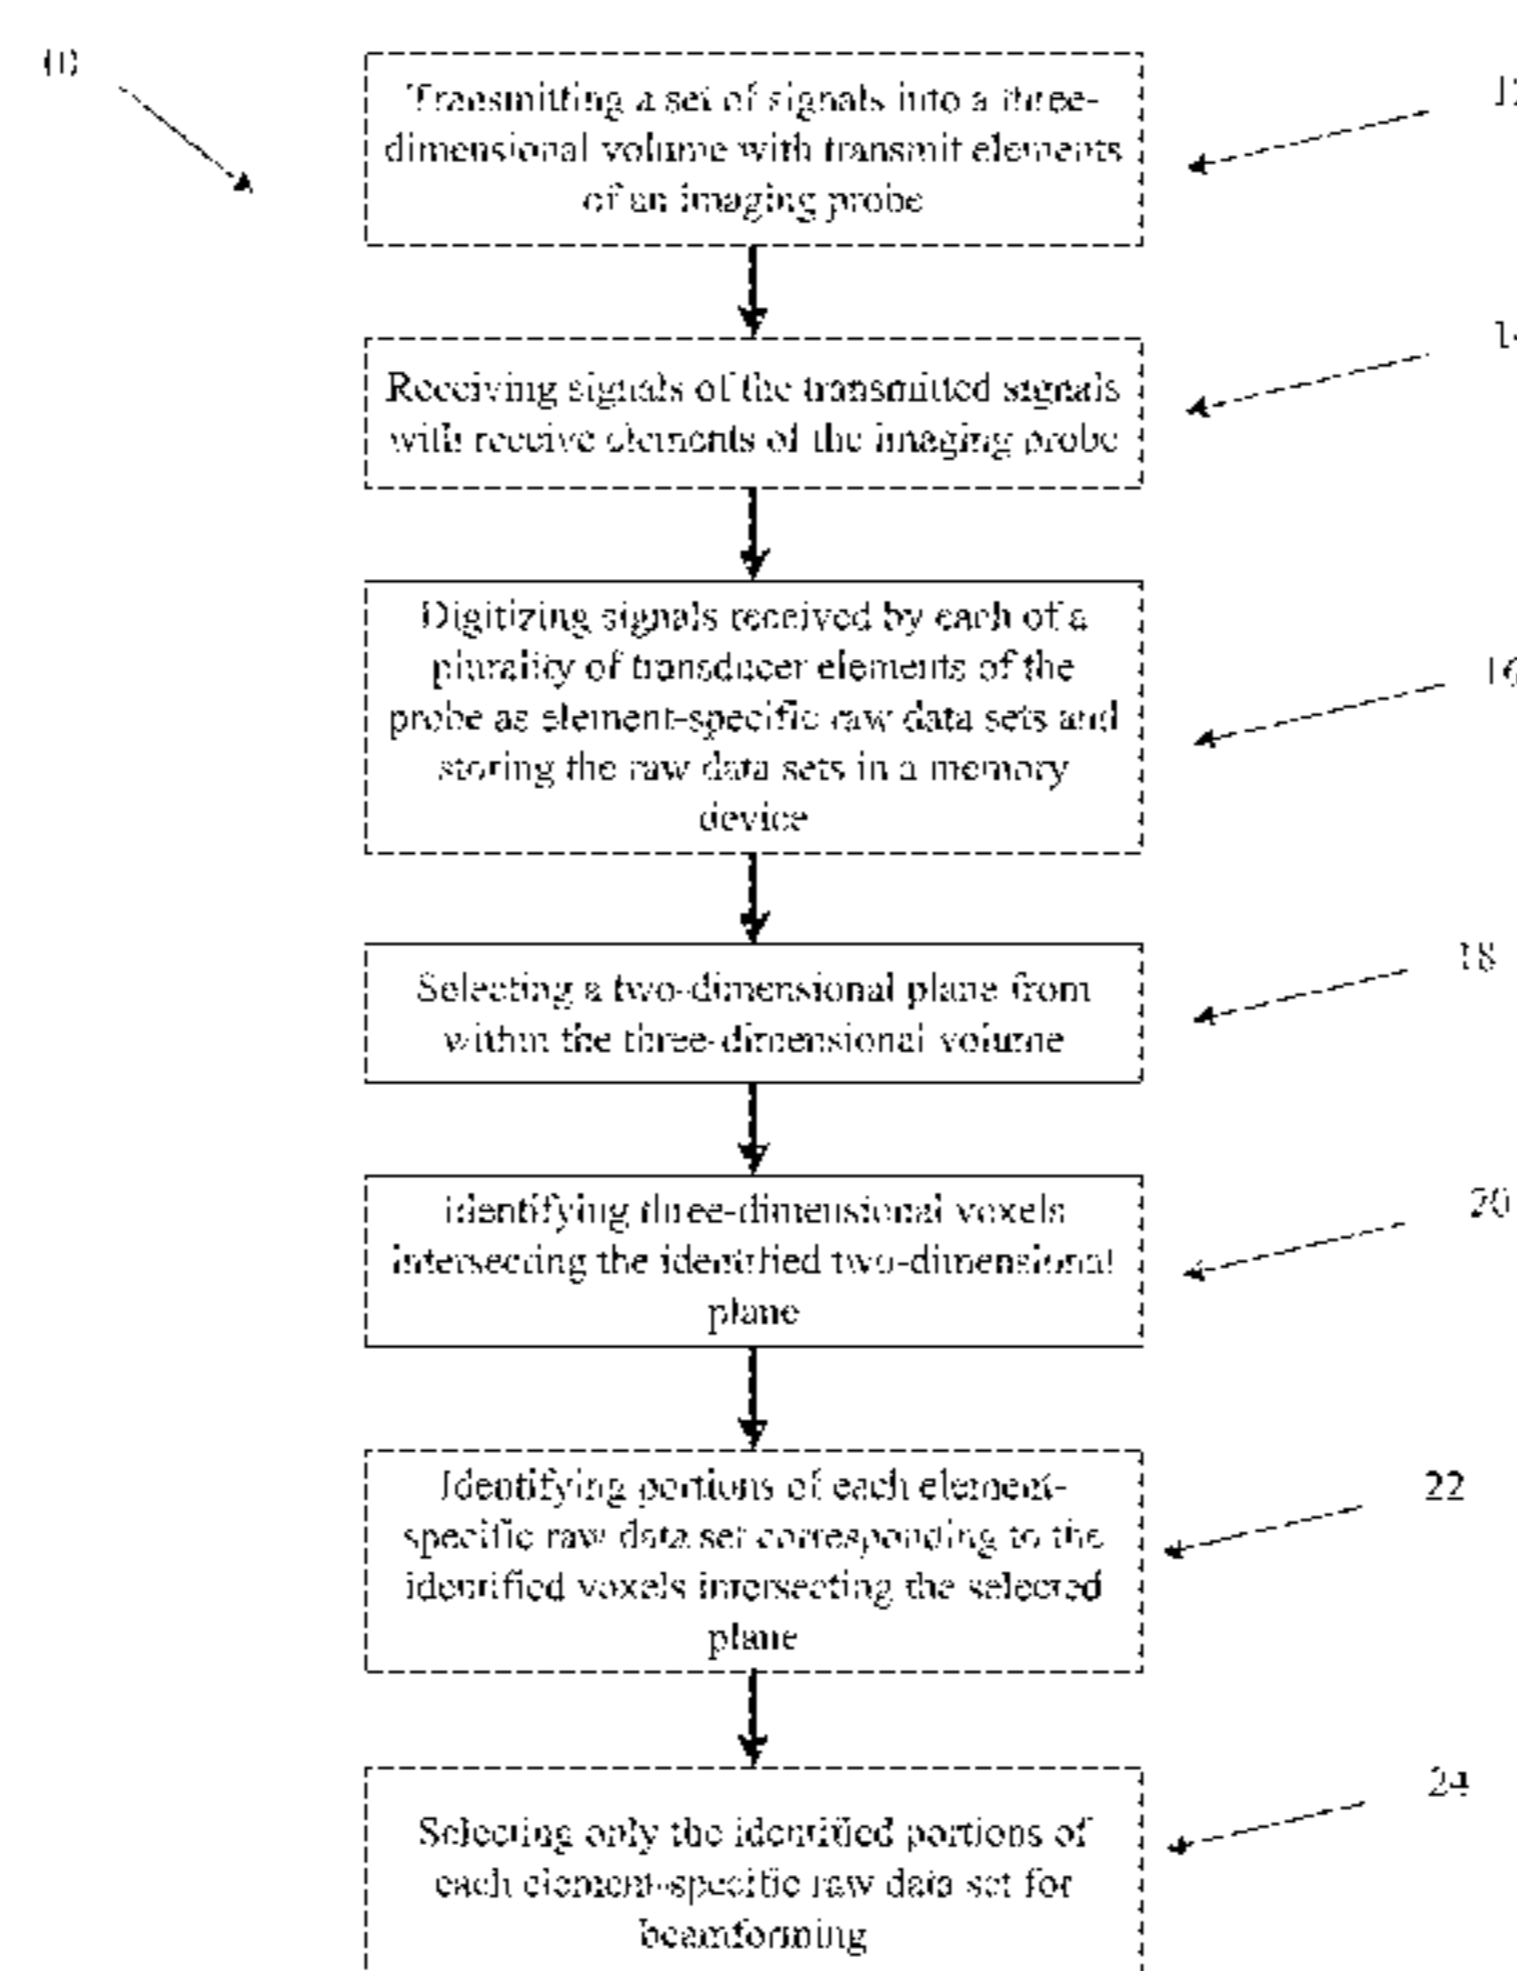 Transmitting a set of signals into a three-
dimensional volume with transmit elements
of an imaging probe
Receiving signals of the transmitted signals
with receive elements of the imaging probe
Digitizing signals received by each of a
plurality of transducer elements of the
probe as element-specific raw data sets and
storing the raw data sets in a memory
device
16
Selecting a two-dimensional plane from
within the three-dimensional volume
18
Identifying three-dimensional voxels
intersecting the identified two-dimensional
plane
20
Identifying portions of each element-
specific raw data set corresponding to the
identified voxels intersecting the selected
plane
22
Selecting only the identified portions of
each element-specific raw data set for
beamforming
24